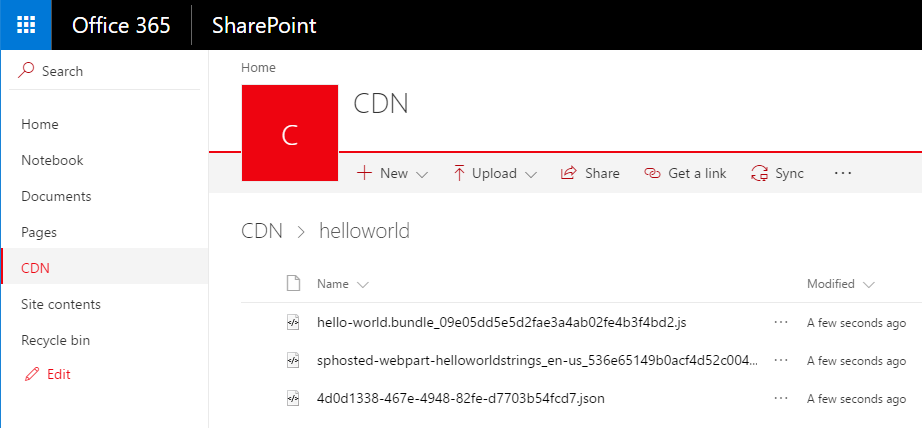 Office 365 SharePoint
Search
Home
Notebook
Documents
Pages
CDN
Site contents
Recycle bin
Edit
Home
C
CDN
New Upload Share Get a link Sync ...
CDN > helloworld
Name Modified
hello-world.bundle_09e05dd5e5d2fae3a4ab02fe4b3f4bd2.js ... A few seconds ago
sphosted-webpart-helloworldstrings_en-us_536e65149b0acf4d52c004... ... A few seconds ago
4d0d1338-467e-4948-82fe-d7703b54fcd7.json ... A few seconds ago